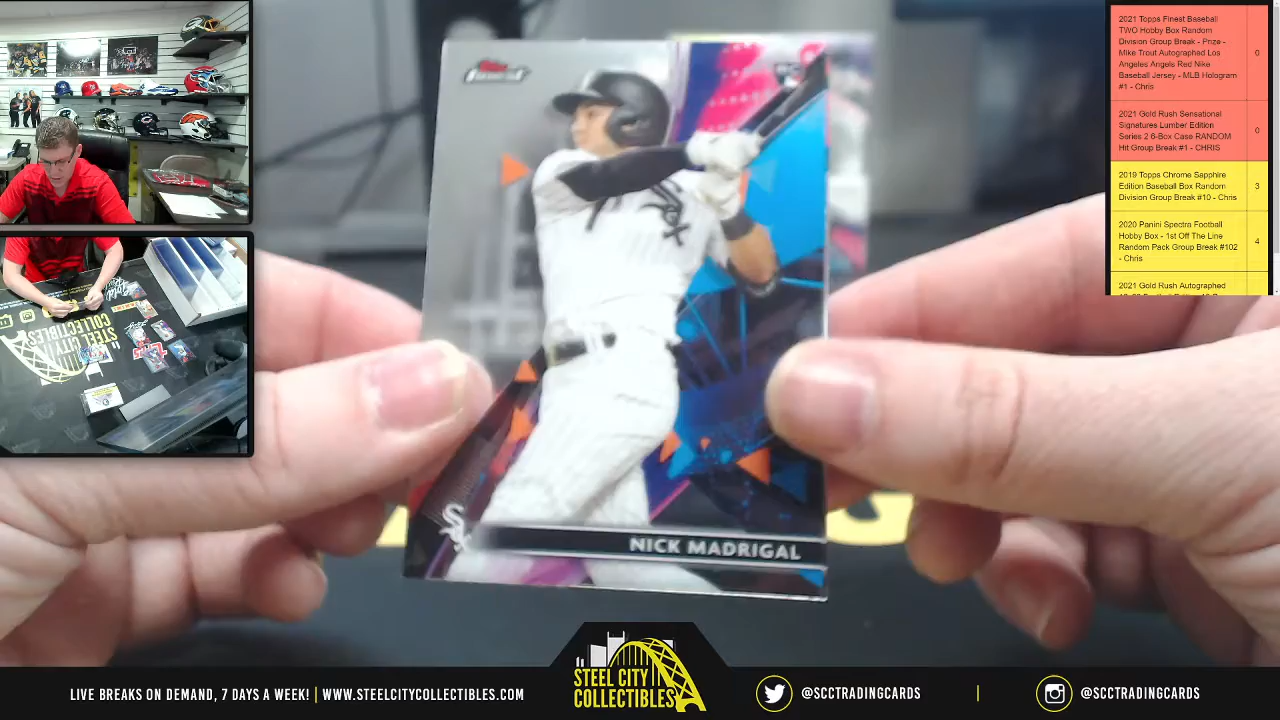 Finest
Sox
NICK MADRIGAL
2021 Topps Finest Baseball
TWO Hobby Box Random
Division Group Break - Prize -
Mike Trout Autographed Los
Angeles Angels Red Nike
Baseball Jersey - MLB Hologram
#1 - Chris
0
2021 Gold Rush Sensational
Signatures Lumber Edition
Series 2 6-Box Case RANDOM
Hit Group Break #1 - CHRIS
0
2019 Topps Chrome Sapphire
Edition Baseball Box Random
Division Group Break #10 - Chris
3
2020 Panini Spectra Football
Hobby Box - 1st Off The Line
Random Pack Group Break #102
- Chris
4
2021 Gold Rush Autographed
STEEL CITY
COLLECTIBLES
LIVE BREAKS ON DEMAND, 7 DAYS A WEEK! | WWW.STEELCITYCOLLECTIBLES.COM
STEEL CITY
COLLECTIBLES
@SCCTRADINGCARDS | @SCCTRADINGCARDS